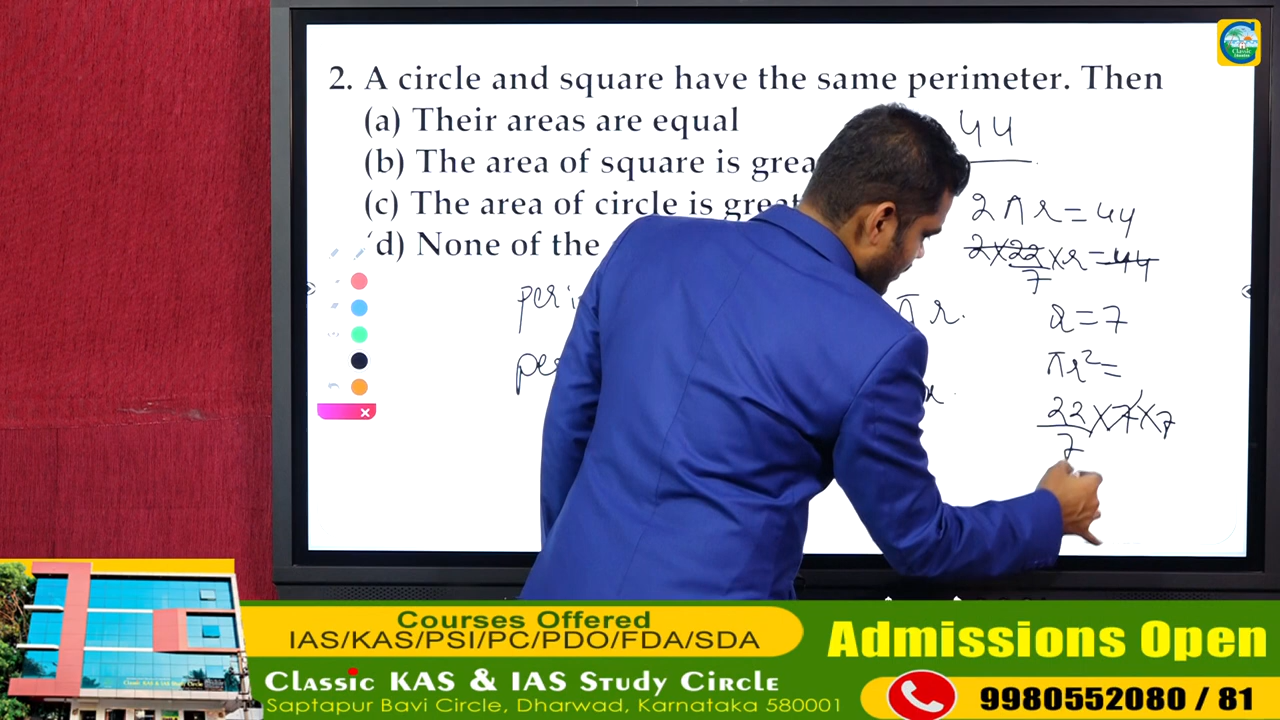 2. A circle and square have the same perimeter. Then
(a) Their areas are equal
(b) The area of square is
(c) The area of circle is
d) None of the
44
2πr=44
2×22/7×r=44
r=7
πr²=
22/7×7×7
πr.
Classic
Courses Offered
IAS/KAS/PSI/PC/PDO/FDA/SDA
Classic KAS & IAS Study Circle
Saptapur Bavi Circle, Dharwad, Karnataka 580001
Admissions Open
9980552080 / 81